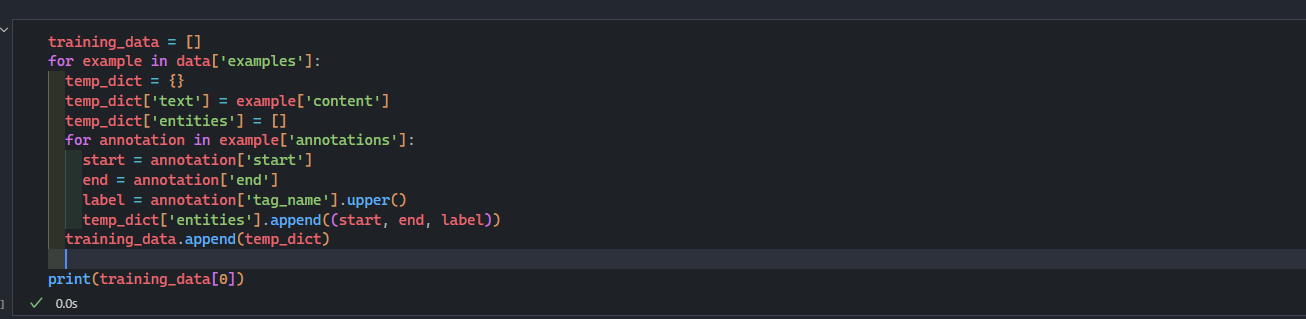 training_data = []
for example in data['examples']:
  temp_dict = {}
  temp_dict['text'] = example['content']
  temp_dict['entities'] = []
  for annotation in example['annotations']:
    start = annotation['start']
    end = annotation['end']
    label = annotation['tag_name'].upper()
    temp_dict['entities'].append((start, end, label))
  training_data.append(temp_dict)
print(training_data[0])
] ✓ 0.0s